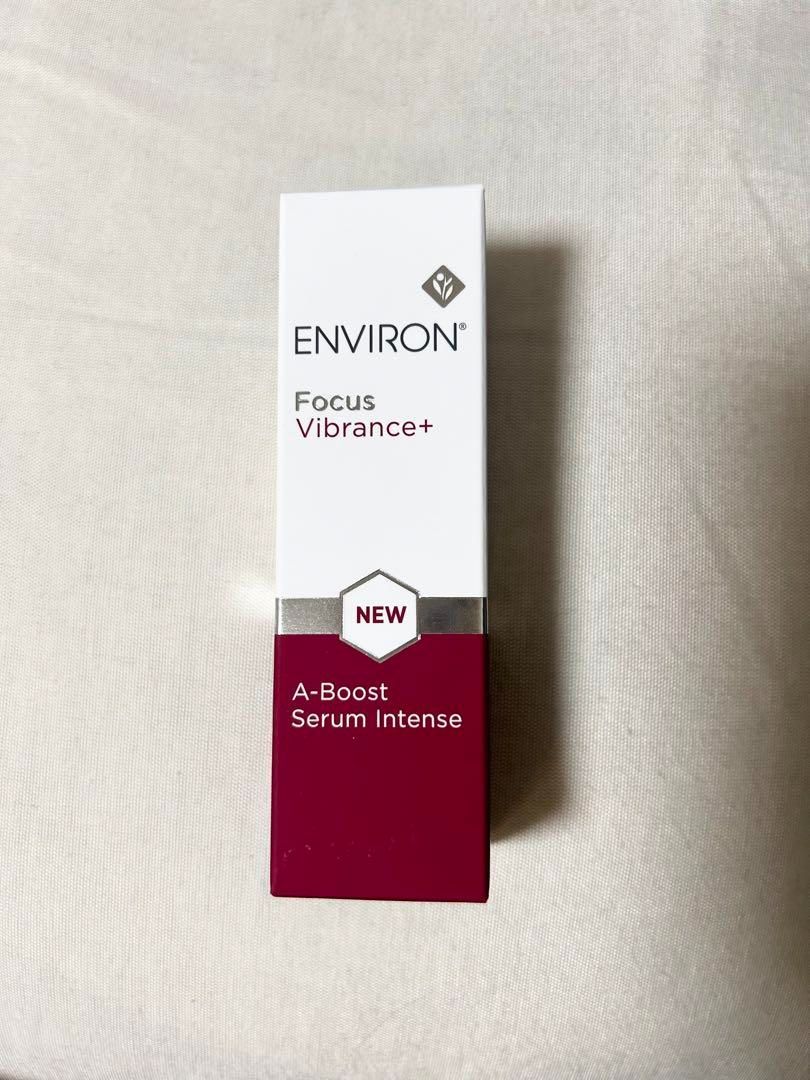 ENVIRON®
Focus
Vibrance+
NEW
A-Boost
Serum Intense